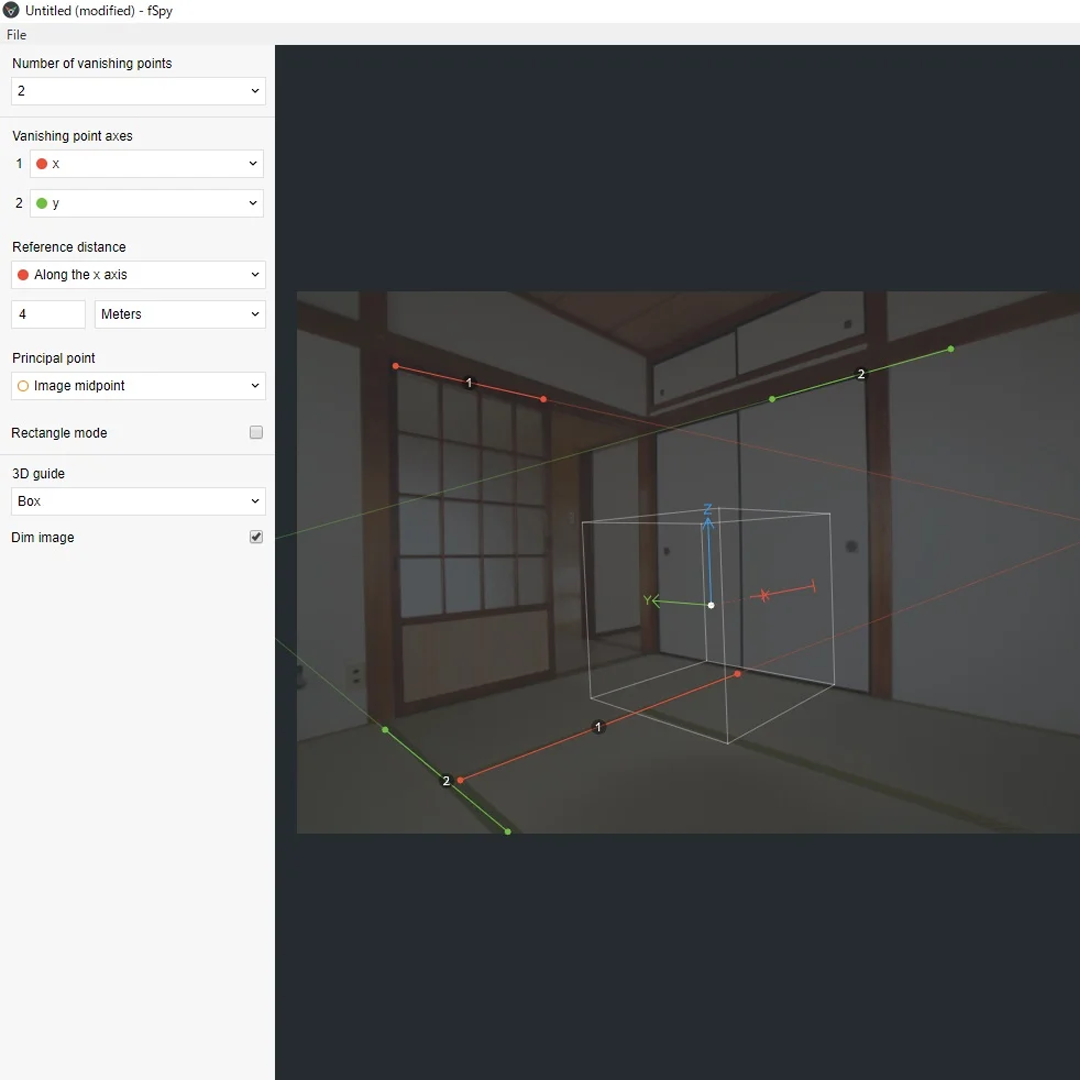 Untitled (modified) - fSpy
File
Number of vanishing points
2
Vanishing point axes
1 x
2 y
Reference distance
Along the x axis
4 Meters
Principal point
Image midpoint
Rectangle mode
3D guide
Box
Dim image
1
2
Z
Y
1
2